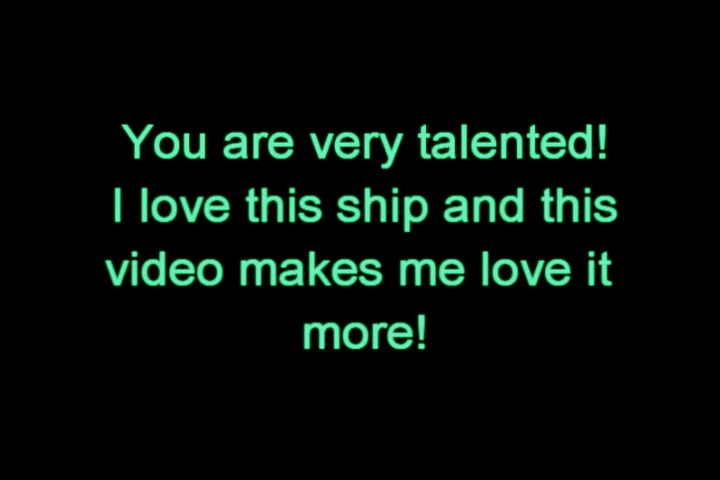 You are very talented!
I love this ship and this
video makes me love it
more!